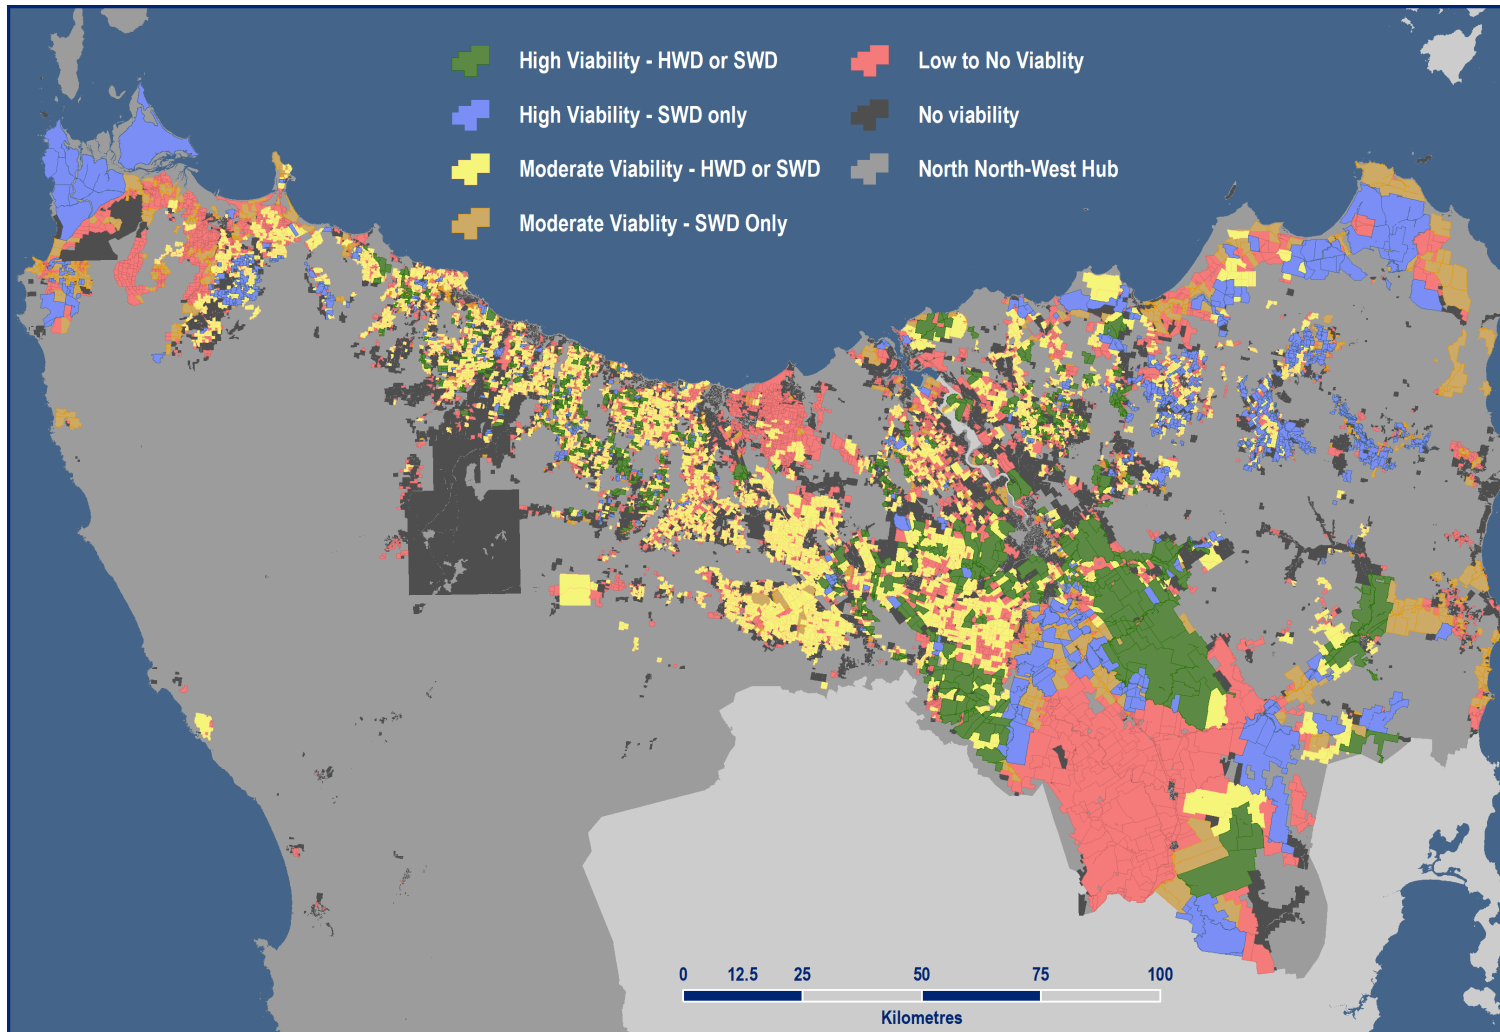 High Viability - HWD or SWD
High Viability - SWD only
Moderate Viability - HWD or SWD
Moderate Viablity - SWD Only
Low to No Viablity
No viability
North North-West Hub
0 12.5 25 50 75 100
Kilometres